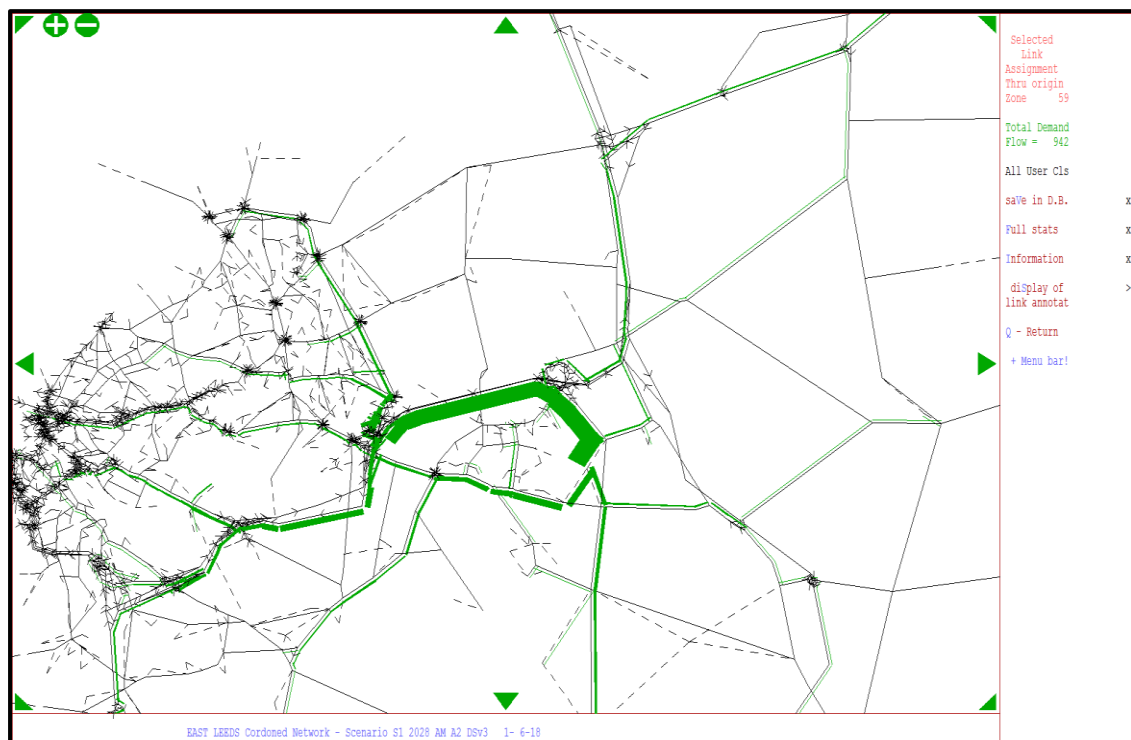 Selected
Link
Assignment
Thru origin
Zone 59
Total Demand
Flow = 942
All User Cls
saVe in D.B. x
Full stats x
Information x
diSplay of >
link annotat
Q - Return
+ Menu bar!
EAST LEEDS Cordoned Network - Scenario S1 2028 AM A2 DSv3 1- 6-18